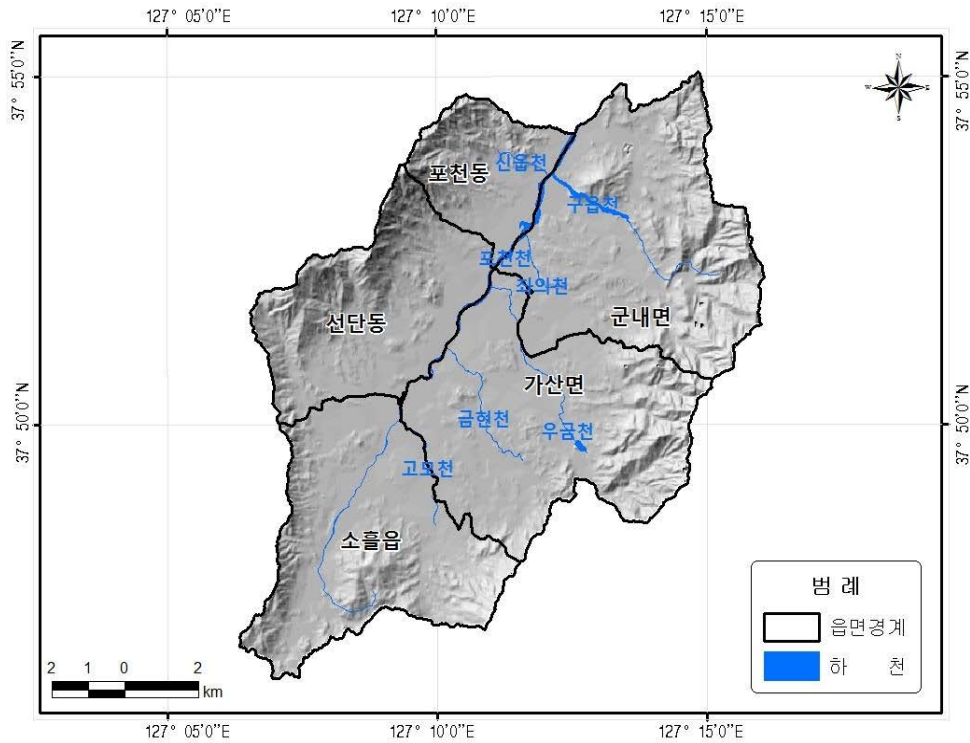 127° 05'0"E
127° 10'0"E
127° 15'0"E
37° 55'0"N
37° 55'0"N
N
W
E
S
포천동
신읍천
구읍천
포천천
좌의천
선단동
군내면
가산면
37° 50'0"N
37° 50'0"N
금현천
우금천
고모천
소흘읍
범 례
읍면경계
하 천
2 1 0 2
km
127° 05'0"E
127° 10'0"E
127° 15'0"E